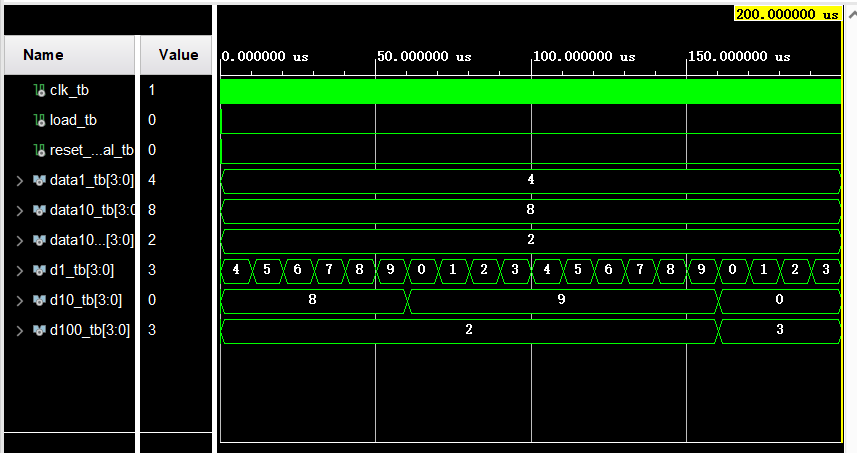 200.000000 us
Name Value
0.000000 us 50.000000 us 100.000000 us 150.000000 us
clk_tb 1
load_tb 0
reset_...al_tb 0
data1_tb[3:0] 4 4
data10_tb[3:0 8 8
data10...[3:0] 2 2
d1_tb[3:0] 3 4 5 6 7 8 9 0 1 2 3 4 5 6 7 8 9 0 1 2 3
d10_tb[3:0] 0 8 9 0
d100_tb[3:0] 3 2 3